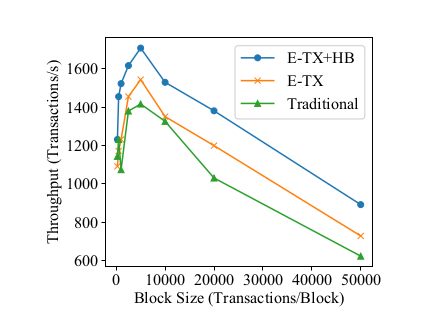 E-TX+HB
E-TX
Traditional
Throughput (Transactions/s)
1600
1400
1200
1000
800
600
0 10000 20000 30000 40000 50000
Block Size (Transactions/Block)